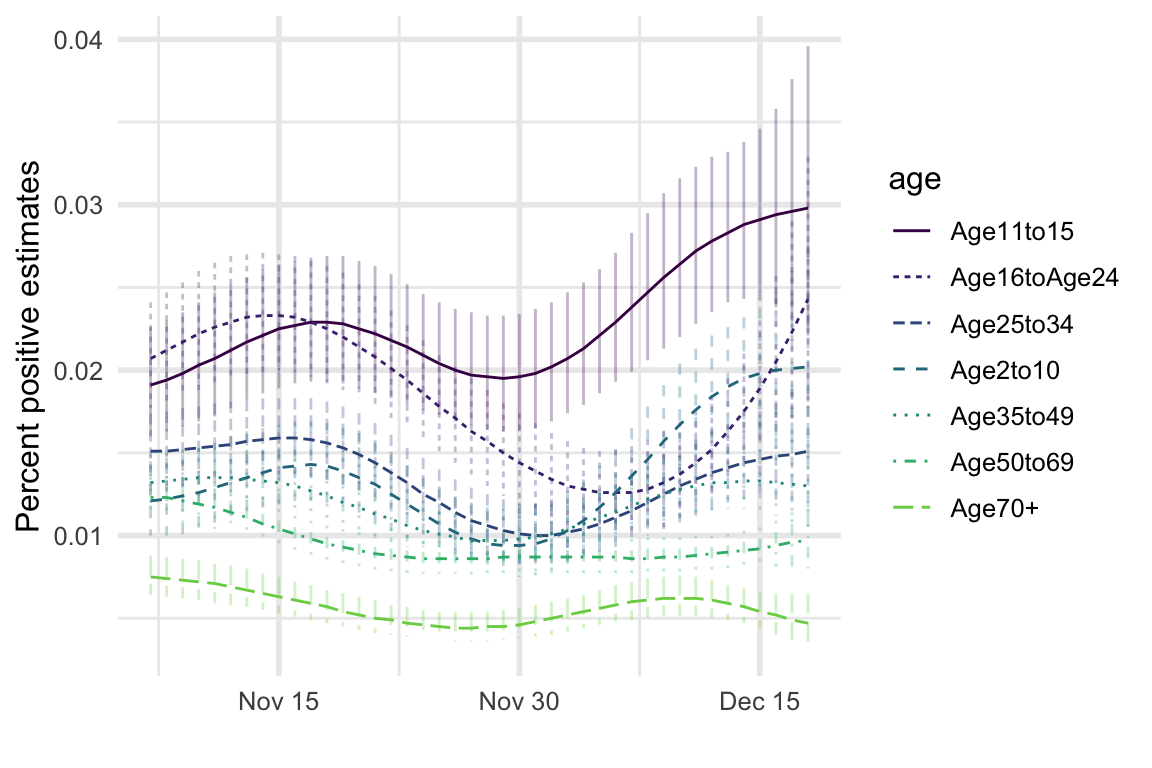 0.04
0.03
0.02
0.01
Percent positive estimates
Nov 15
Nov 30
Dec 15
age
Age11to15
Age16toAge24
Age25to34
Age2to10
Age35to49
Age50to69
Age70+